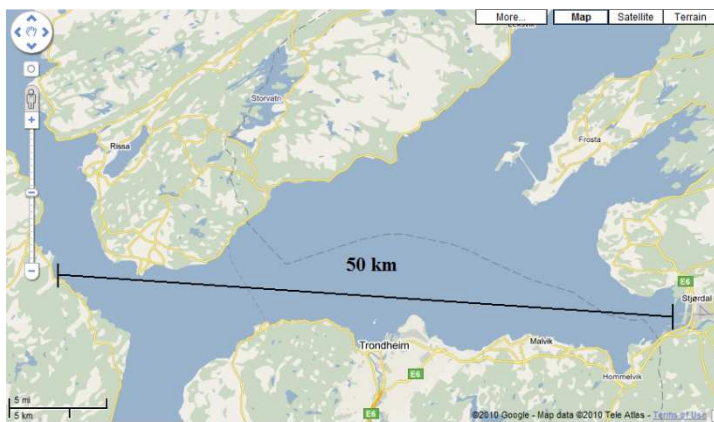 More...
Map
Satellite
Terrain
Storvatn
Rissa
Frosta
50 km
E6
Stjørdal
Trondheim
Malvik
Hommelvik
E6
E6
5 mi
5 km
©2010 Google - Map data ©2010 Tele Atlas - Terms of Use